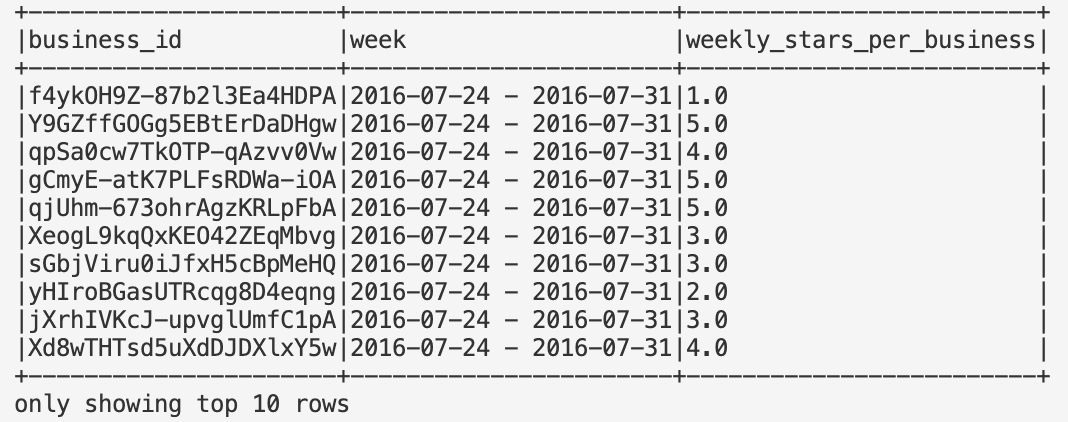 +----------------------+-----------------------+-------------------------+
|business_id           |week                   |weekly_stars_per_business|
+----------------------+-----------------------+-------------------------+
|f4ykOH9Z-87b2l3Ea4HDPA|2016-07-24 - 2016-07-31|1.0                      |
|Y9GZffGOGg5EBtErDaDHgw|2016-07-24 - 2016-07-31|5.0                      |
|qpSa0cw7TkOTP-qAzvv0Vw|2016-07-24 - 2016-07-31|4.0                      |
|gCmyE-atK7PLFsRDWa-iOA|2016-07-24 - 2016-07-31|5.0                      |
|qjUhm-673ohrAgzKRLpFbA|2016-07-24 - 2016-07-31|5.0                      |
|XeogL9kqQxKEO42ZEqMbvg|2016-07-24 - 2016-07-31|3.0                      |
|sGbjViru0iJfxH5cBpMeHQ|2016-07-24 - 2016-07-31|3.0                      |
|yHIroBGasUTRcqg8D4eqng|2016-07-24 - 2016-07-31|2.0                      |
|jXrhIVKcJ-upvglUmfC1pA|2016-07-24 - 2016-07-31|3.0                      |
|Xd8wTHTsd5uXdDJDXlxY5w|2016-07-24 - 2016-07-31|4.0                      |
+----------------------+-----------------------+-------------------------+
only showing top 10 rows